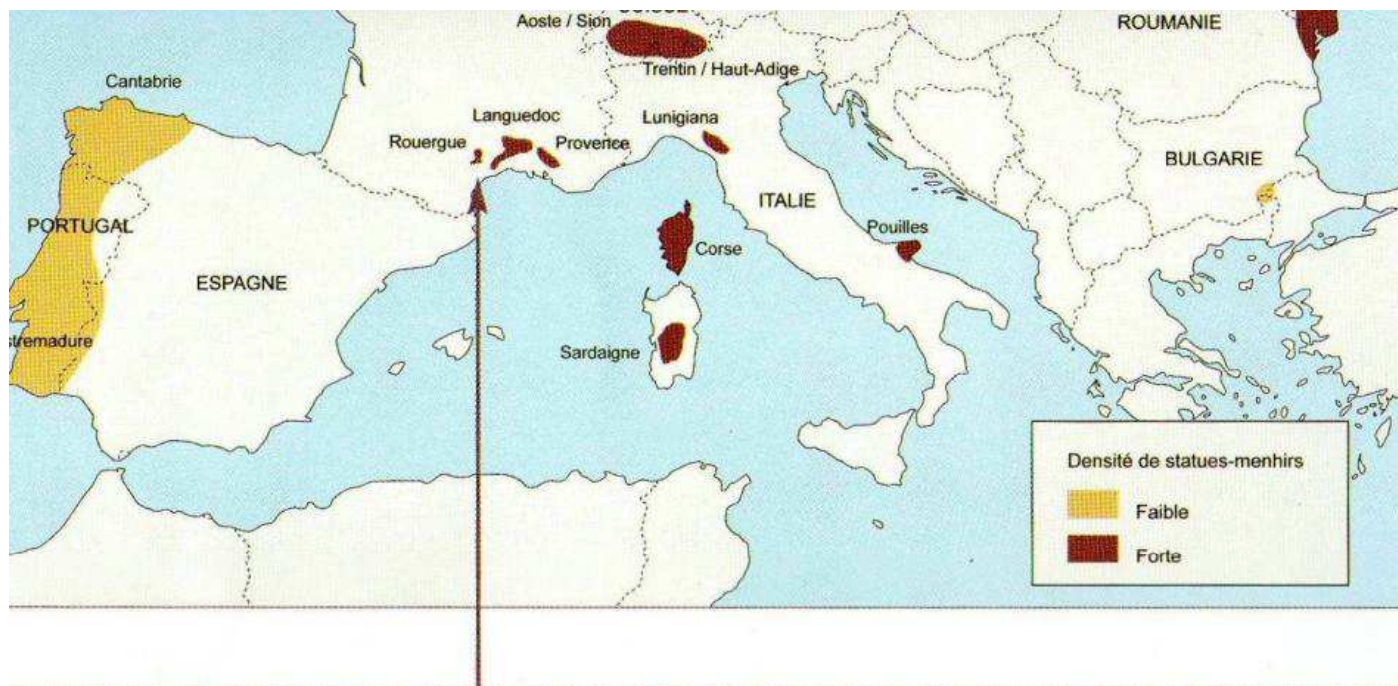 Aoste / Sion
ROUMANIE
Trentin / Haut-Adige
Cantabrie
Languedoc
Lunigiana
Rouergue
Provence
BULGARIE
ITALIE
PORTUGAL
Pouilles
Corse
ESPAGNE
stremadure
Sardaigne
Densité de statues-menhirs
Faible
Forte